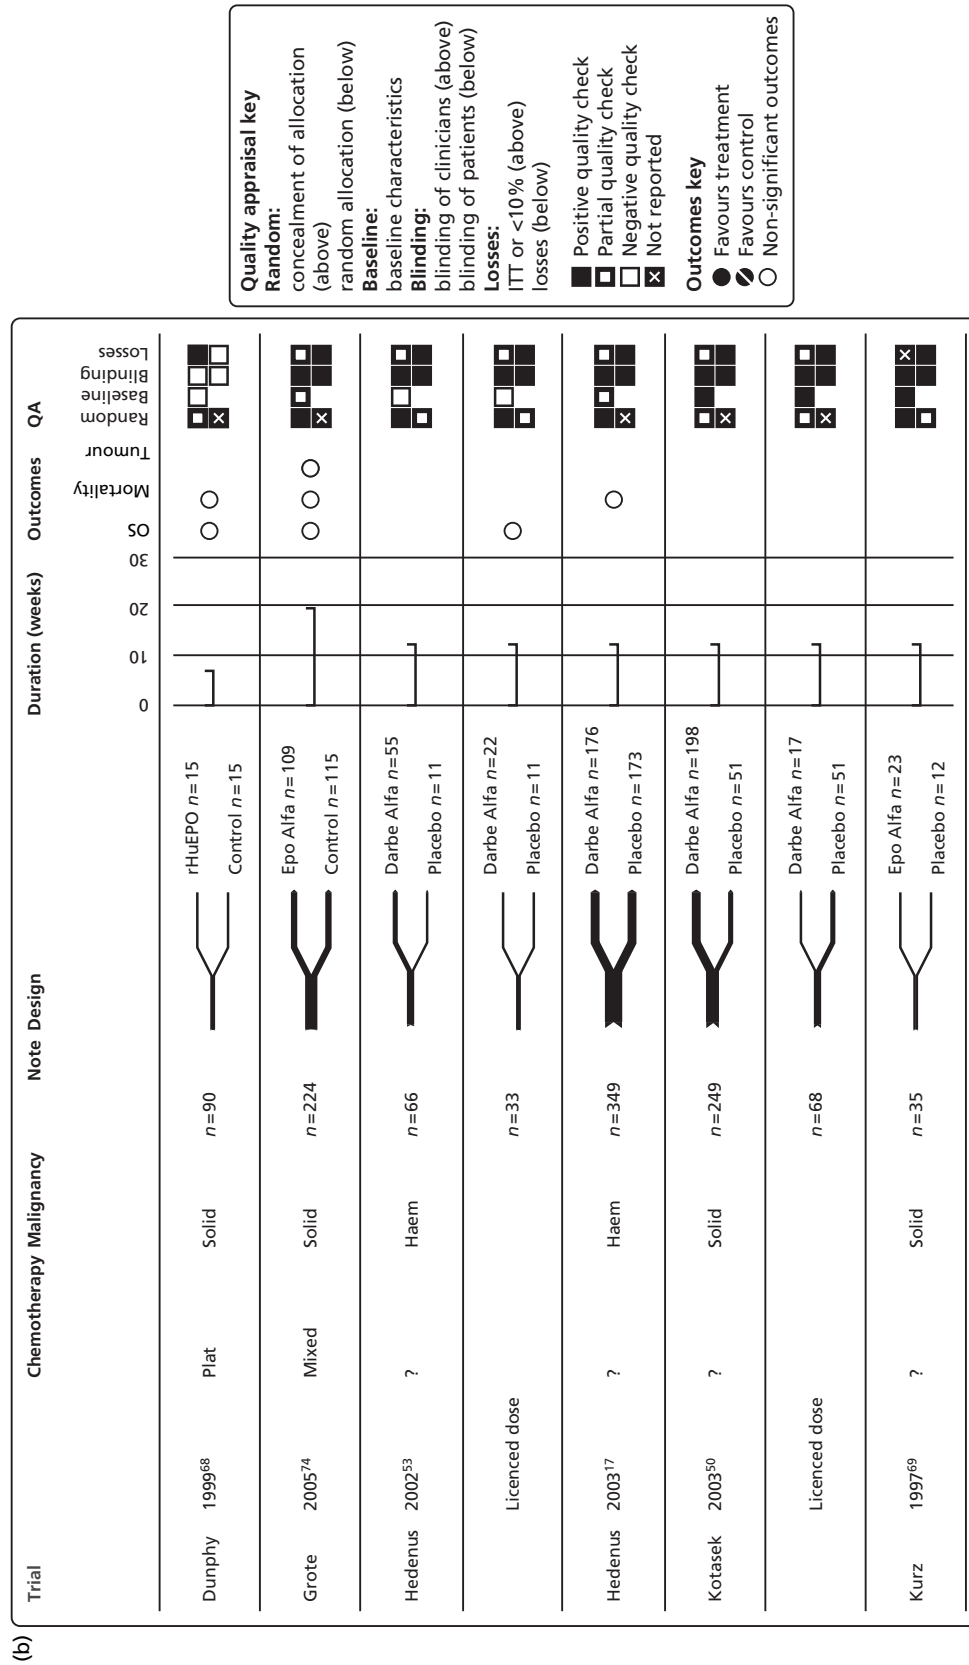 (b)
Trial Chemotherapy Malignancy Note Design Duration (weeks) Outcomes QA
0 10 20 30 OS Mortality Tumour Random Baseline Blinding Losses
Dunphy 1999⁶⁸ Plat Solid n=90 rHuEPO n=15
Control n=15
Grote 2005⁷⁴ Mixed Solid n=224 Epo Alfa n=109
Control n=115
Hedenus 2002⁵³ ? Haem n=66 Darbe Alfa n=55
Placebo n=11
Licenced dose n=33 Darbe Alfa n=22
Placebo n=11
Hedenus 2003¹⁷ ? Haem n=349 Darbe Alfa n=176
Placebo n=173
Kotasek 2003⁵⁰ ? Solid n=249 Darbe Alfa n=198
Placebo n=51
Licenced dose n=68 Darbe Alfa n=17
Placebo n=51
Kurz 1997⁶⁹ ? Solid n=35 Epo Alfa n=23
Placebo n=12
Quality appraisal key
Random:
concealment of allocation
(above)
random allocation (below)
Baseline:
baseline characteristics
Blinding:
blinding of clinicians (above)
blinding of patients (below)
Losses:
ITT or <10% (above)
losses (below)
Positive quality check
Partial quality check
Negative quality check
Not reported
Outcomes key
Favours treatment
Favours control
Non-significant outcomes